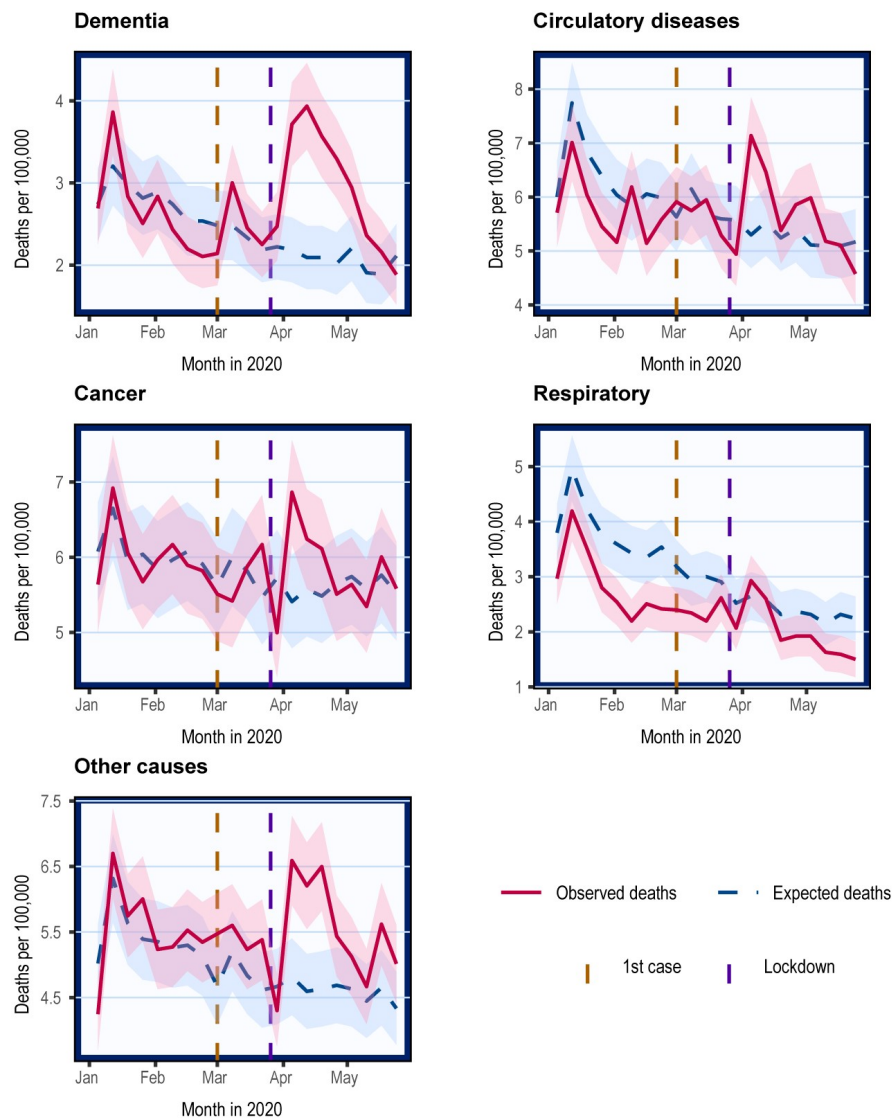 Dementia
Deaths per 100,000
4
3
2
Jan Feb Mar Apr May
Month in 2020
Circulatory diseases
Deaths per 100,000
8
7
6
5
4
Jan Feb Mar Apr May
Month in 2020
Cancer
Deaths per 100,000
7
6
5
Jan Feb Mar Apr May
Month in 2020
Respiratory
Deaths per 100,000
5
4
3
2
1
Jan Feb Mar Apr May
Month in 2020
Other causes
Deaths per 100,000
7.5
6.5
5.5
4.5
Jan Feb Mar Apr May
Month in 2020
Observed deaths
Expected deaths
1st case
Lockdown